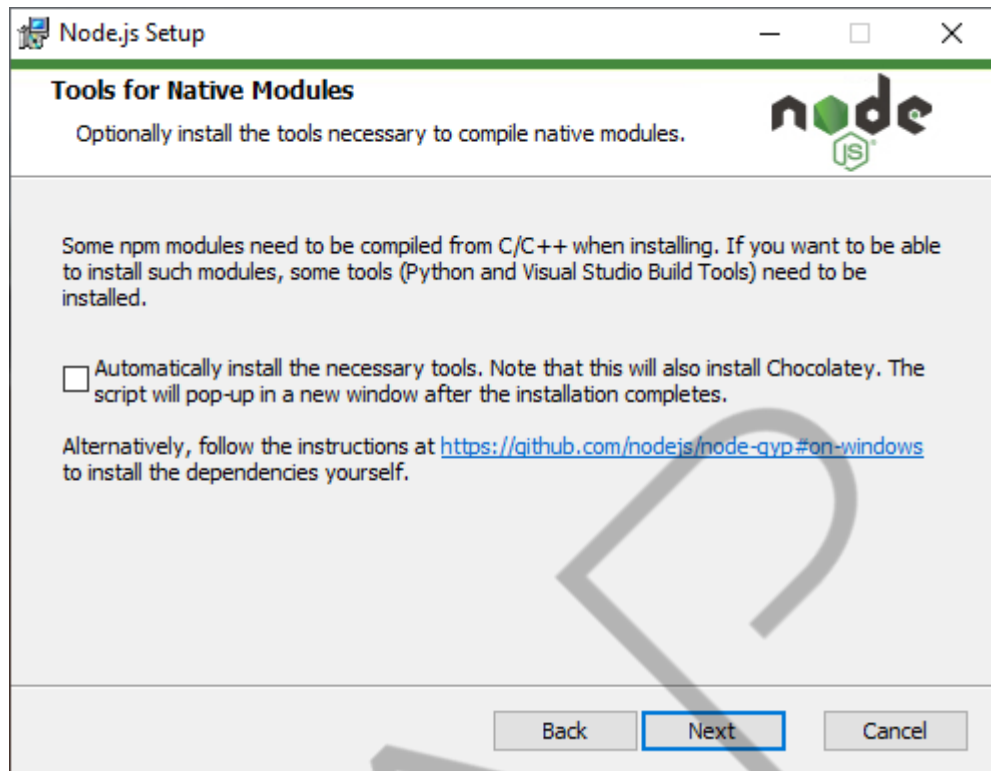 Node.js Setup
Tools for Native Modules
Optionally install the tools necessary to compile native modules.
node
JS
Some npm modules need to be compiled from C/C++ when installing. If you want to be able
to install such modules, some tools (Python and Visual Studio Build Tools) need to be
installed.
Automatically install the necessary tools. Note that this will also install Chocolatey. The
script will pop-up in a new window after the installation completes.
Alternatively, follow the instructions at https://github.com/nodejs/node-gyp#on-windows
to install the dependencies yourself.
Back
Next
Cancel